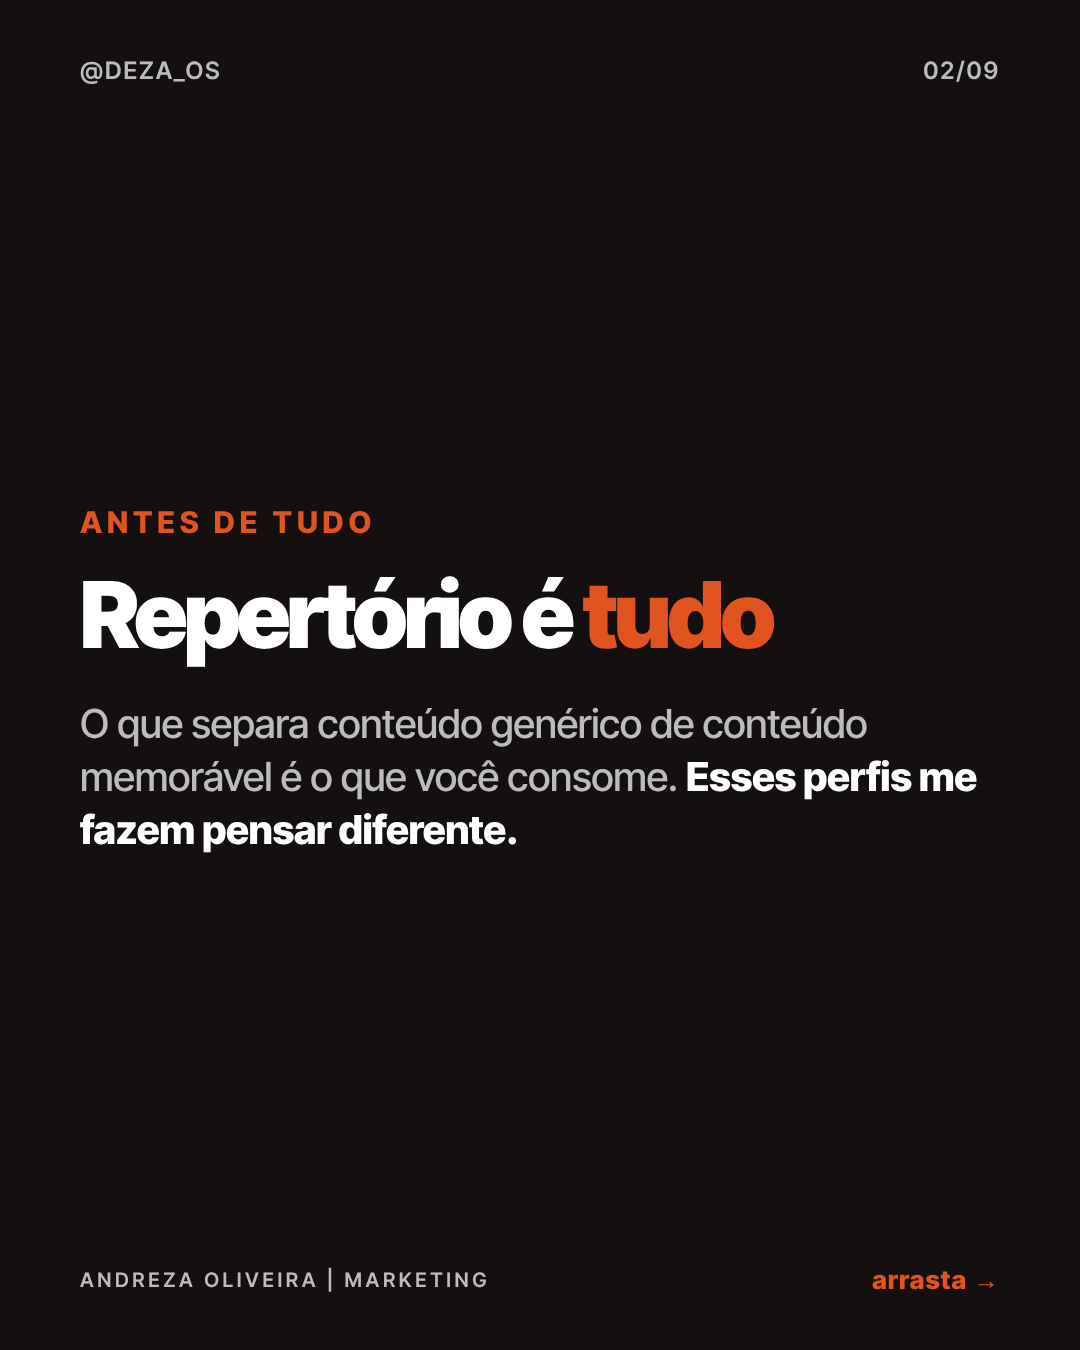 @DEZA_OS
02/09
ANTES DE TUDO
Repertório é tudo
O que separa conteúdo genérico de conteúdo
memorável é o que você consome. Esses perfis me
fazem pensar diferente.
ANDREZA OLIVEIRA | MARKETING
arrasta →